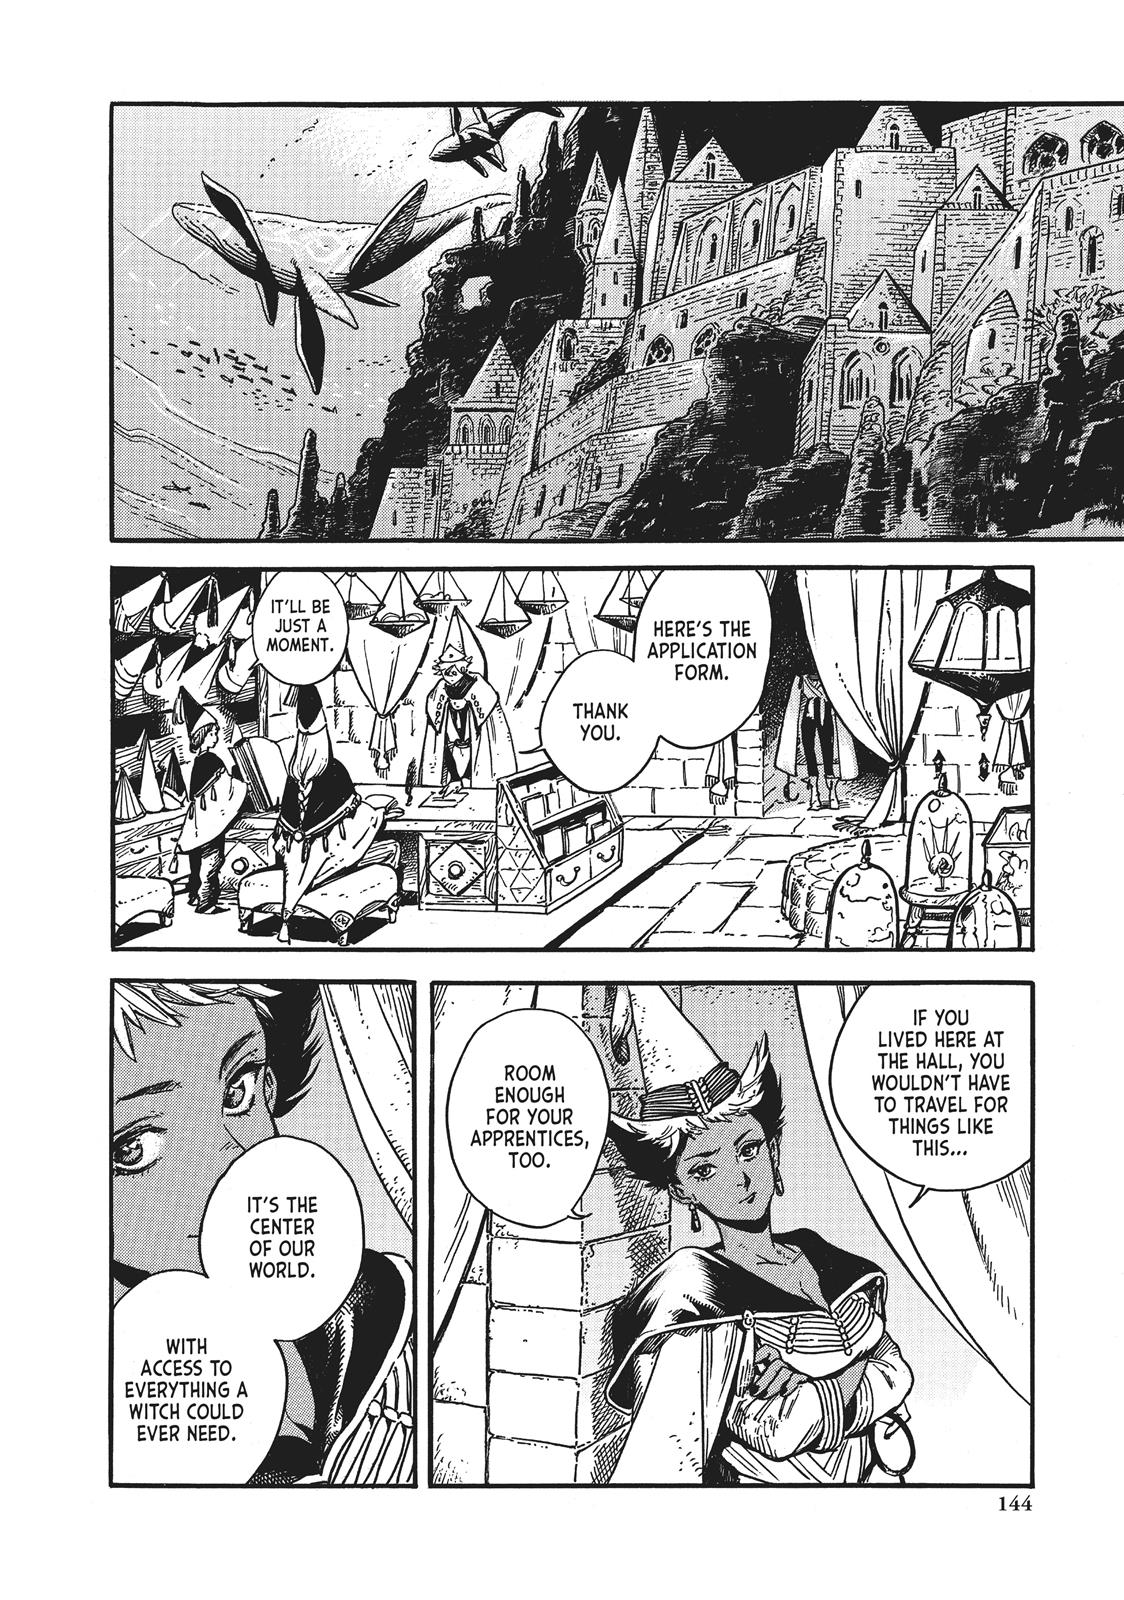 HERE'S THE
APPLICATION
FORM.
THANK
YOU.
IT'LL BE
JUST A
MOMENT.
IF YOU
LIVED HERE AT
THE HALL, YOU
WOULDN'T HAVE
TO TRAVEL FOR
THINGS LIKE
THIS...
ROOM
ENOUGH
FOR YOUR
APPRENTICES,
TOO.
IT'S THE
CENTER
OF OUR
WORLD.
WITH
ACCESS TO
EVERYTHING A
WITCH COULD
EVER NEED.
144